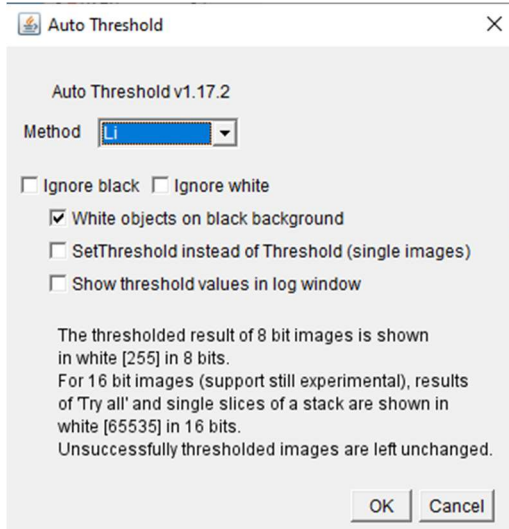 Auto Threshold
Auto Threshold v1.17.2
Method Li
Ignore black Ignore white
White objects on black background
SetThreshold instead of Threshold (single images)
Show threshold values in log window
The thresholded result of 8 bit images is shown
in white [255] in 8 bits.
For 16 bit images (support still experimental), results
of 'Try all' and single slices of a stack are shown in
white [65535] in 16 bits.
Unsuccessfully thresholded images are left unchanged.
OK Cancel